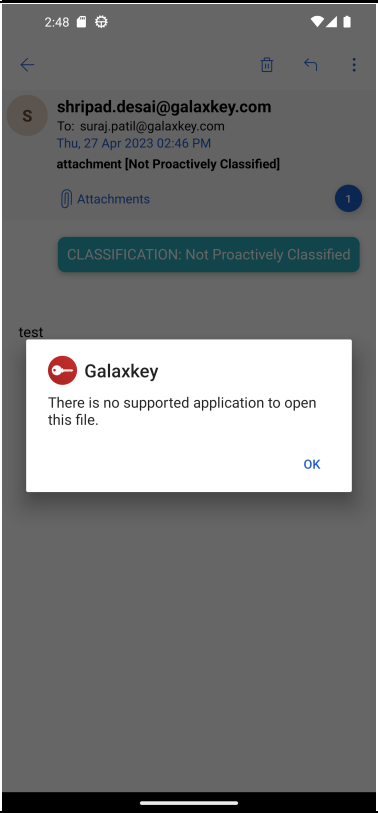 2:48
S
shripad.desai@galaxkey.com
To: suraj.patil@galaxkey.com
Thu, 27 Apr 2023 02:46 PM
attachment [Not Proactively Classified]
Attachments
1
CLASSIFICATION: Not Proactively Classified
test
Galaxkey
There is no supported application to open
this file.
OK